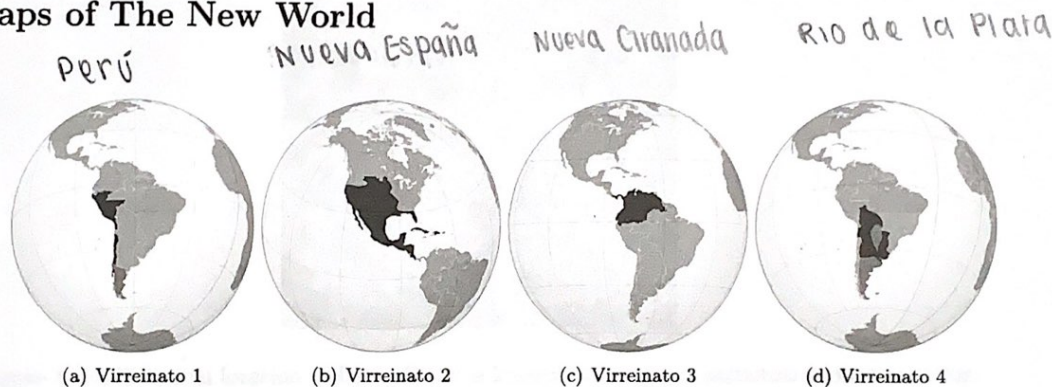 aps of The New World
Perú
Nueva España
Nueva Granada
Rio de la Plata
(a) Virreinato 1
(b) Virreinato 2
(c) Virreinato 3
(d) Virreinato 4